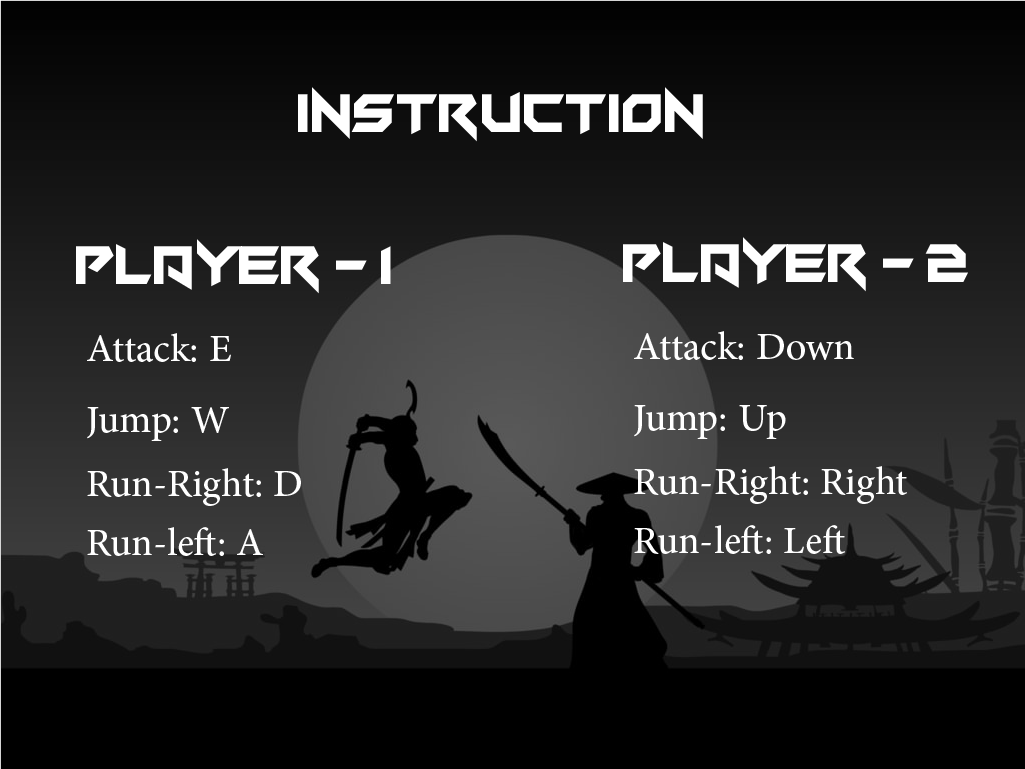 INSTRUCTION
PLAYER - 1
Attack: E
Jump: W
Run-Right: D
Run-left: A
PLAYER - 2
Attack: Down
Jump: Up
Run-Right: Right
Run-left: Left